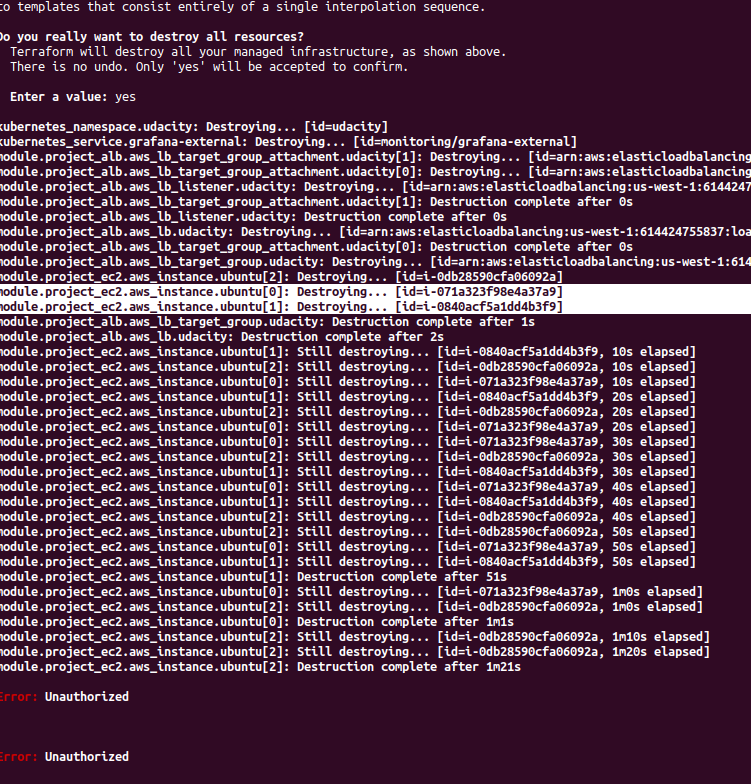 to templates that consist entirely of a single interpolation sequence.
Do you really want to destroy all resources?
Terraform will destroy all your managed infrastructure, as shown above.
There is no undo. Only 'yes' will be accepted to confirm.
Enter a value: yes
kubernetes_namespace.udacity: Destroying... [id=udacity]
kubernetes_service.grafana-external: Destroying... [id=monitoring/grafana-external]
module.project_alb.aws_lb_target_group_attachment.udacity[1]: Destroying... [id=arn:aws:elasticloadbalancing
module.project_alb.aws_lb_target_group_attachment.udacity[0]: Destroying... [id=arn:aws:elasticloadbalancing
module.project_alb.aws_lb_listener.udacity: Destroying... [id=arn:aws:elasticloadbalancing:us-west-1:6144247
module.project_alb.aws_lb_target_group_attachment.udacity[1]: Destruction complete after 0s
module.project_alb.aws_lb_listener.udacity: Destruction complete after 0s
module.project_alb.aws_lb.udacity: Destroying... [id=arn:aws:elasticloadbalancing:us-west-1:614424755837:loa
module.project_alb.aws_lb_target_group_attachment.udacity[0]: Destruction complete after 0s
module.project_alb.aws_lb_target_group.udacity: Destroying... [id=arn:aws:elasticloadbalancing:us-west-1:614
module.project_ec2.aws_instance.ubuntu[2]: Destroying... [id=i-0db28590cfa06092a]
module.project_ec2.aws_instance.ubuntu[0]: Destroying... [id=i-071a323f98e4a37a9]
module.project_ec2.aws_instance.ubuntu[1]: Destroying... [id=i-0840acf5a1dd4b3f9]
module.project_alb.aws_lb_target_group.udacity: Destruction complete after 1s
module.project_alb.aws_lb.udacity: Destruction complete after 2s
module.project_ec2.aws_instance.ubuntu[1]: Still destroying... [id=i-0840acf5a1dd4b3f9, 10s elapsed]
module.project_ec2.aws_instance.ubuntu[2]: Still destroying... [id=i-0db28590cfa06092a, 10s elapsed]
module.project_ec2.aws_instance.ubuntu[0]: Still destroying... [id=i-071a323f98e4a37a9, 10s elapsed]
module.project_ec2.aws_instance.ubuntu[1]: Still destroying... [id=i-0840acf5a1dd4b3f9, 20s elapsed]
module.project_ec2.aws_instance.ubuntu[2]: Still destroying... [id=i-0db28590cfa06092a, 20s elapsed]
module.project_ec2.aws_instance.ubuntu[0]: Still destroying... [id=i-071a323f98e4a37a9, 20s elapsed]
module.project_ec2.aws_instance.ubuntu[0]: Still destroying... [id=i-071a323f98e4a37a9, 30s elapsed]
module.project_ec2.aws_instance.ubuntu[2]: Still destroying... [id=i-0db28590cfa06092a, 30s elapsed]
module.project_ec2.aws_instance.ubuntu[1]: Still destroying... [id=i-0840acf5a1dd4b3f9, 30s elapsed]
module.project_ec2.aws_instance.ubuntu[0]: Still destroying... [id=i-071a323f98e4a37a9, 40s elapsed]
module.project_ec2.aws_instance.ubuntu[1]: Still destroying... [id=i-0840acf5a1dd4b3f9, 40s elapsed]
module.project_ec2.aws_instance.ubuntu[2]: Still destroying... [id=i-0db28590cfa06092a, 40s elapsed]
module.project_ec2.aws_instance.ubuntu[2]: Still destroying... [id=i-0db28590cfa06092a, 50s elapsed]
module.project_ec2.aws_instance.ubuntu[0]: Still destroying... [id=i-071a323f98e4a37a9, 50s elapsed]
module.project_ec2.aws_instance.ubuntu[1]: Still destroying... [id=i-0840acf5a1dd4b3f9, 50s elapsed]
module.project_ec2.aws_instance.ubuntu[1]: Destruction complete after 51s
module.project_ec2.aws_instance.ubuntu[0]: Still destroying... [id=i-071a323f98e4a37a9, 1m0s elapsed]
module.project_ec2.aws_instance.ubuntu[2]: Still destroying... [id=i-0db28590cfa06092a, 1m0s elapsed]
module.project_ec2.aws_instance.ubuntu[0]: Destruction complete after 1m1s
module.project_ec2.aws_instance.ubuntu[2]: Still destroying... [id=i-0db28590cfa06092a, 1m10s elapsed]
module.project_ec2.aws_instance.ubuntu[2]: Still destroying... [id=i-0db28590cfa06092a, 1m20s elapsed]
module.project_ec2.aws_instance.ubuntu[2]: Destruction complete after 1m21s
Error: Unauthorized
Error: Unauthorized